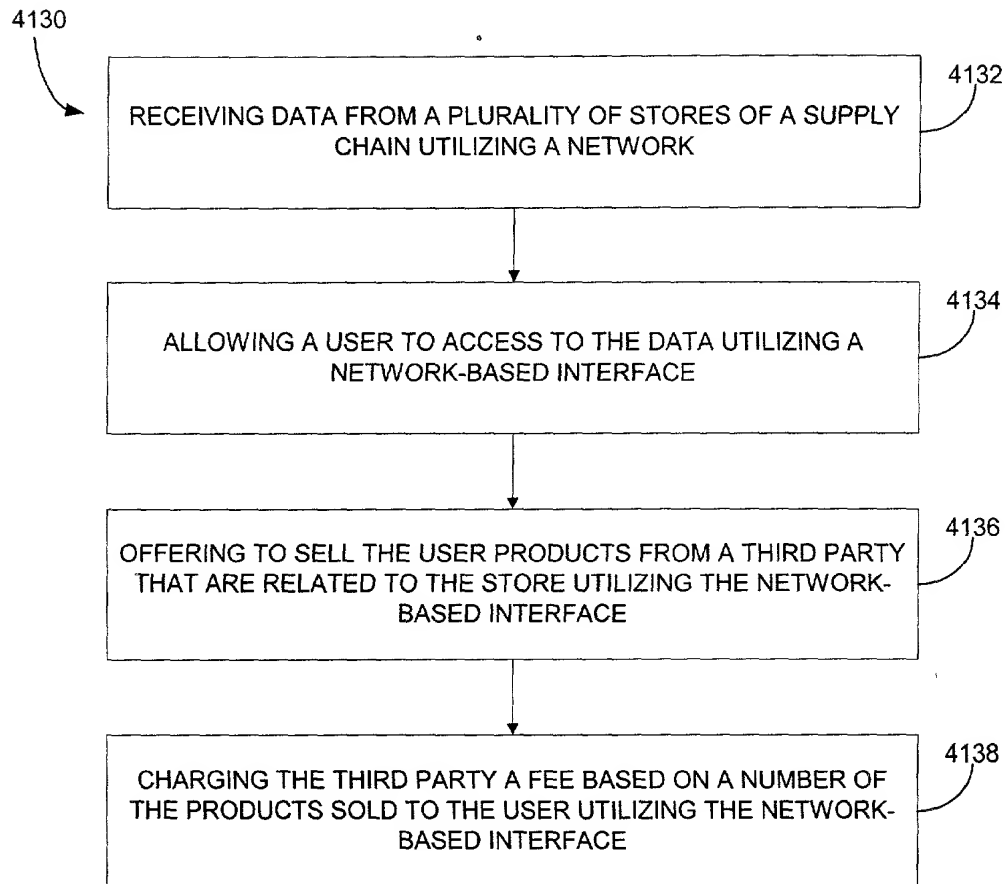 4130
4132
RECEIVING DATA FROM A PLURALITY OF STORES OF A SUPPLY
CHAIN UTILIZING A NETWORK
4134
ALLOWING A USER TO ACCESS TO THE DATA UTILIZING A
NETWORK-BASED INTERFACE
4136
OFFERING TO SELL THE USER PRODUCTS FROM A THIRD PARTY
THAT ARE RELATED TO THE STORE UTILIZING THE NETWORK-
BASED INTERFACE
4138
CHARGING THE THIRD PARTY A FEE BASED ON A NUMBER OF
THE PRODUCTS SOLD TO THE USER UTILIZING THE NETWORK-
BASED INTERFACE